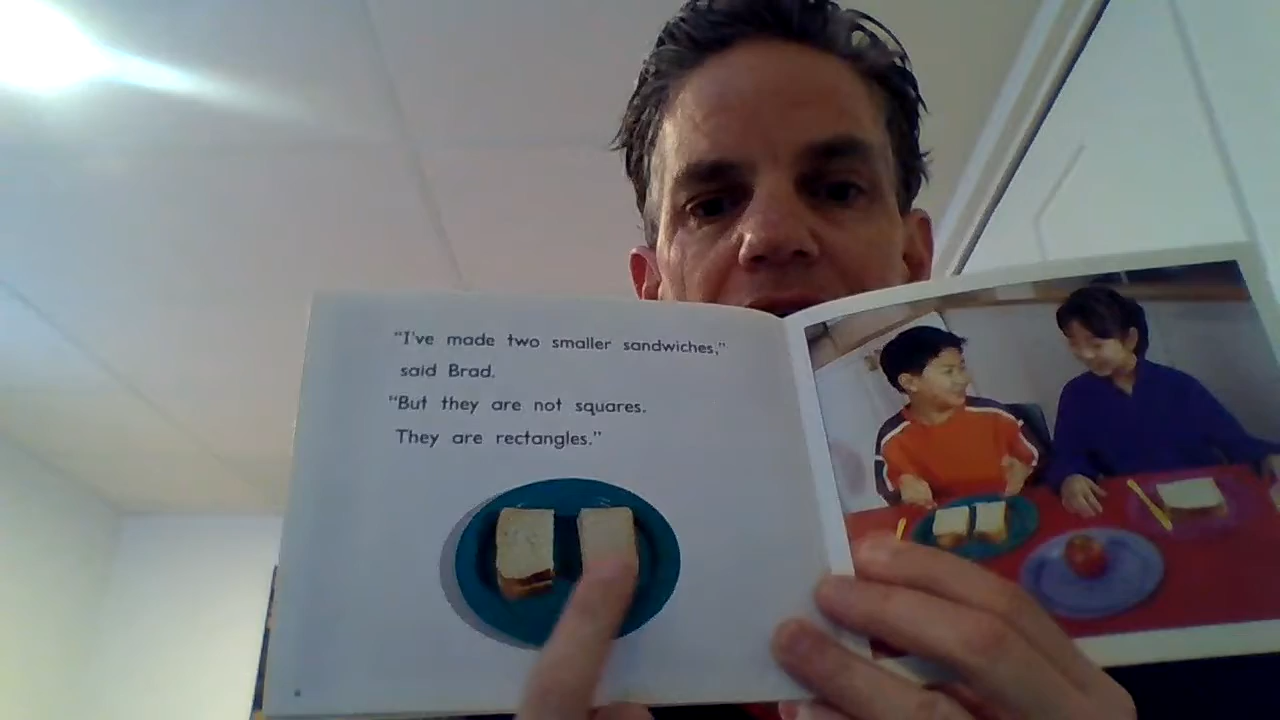 "I've made two smaller sandwiches,"
said Brad.
"But they are not squares.
They are rectangles."